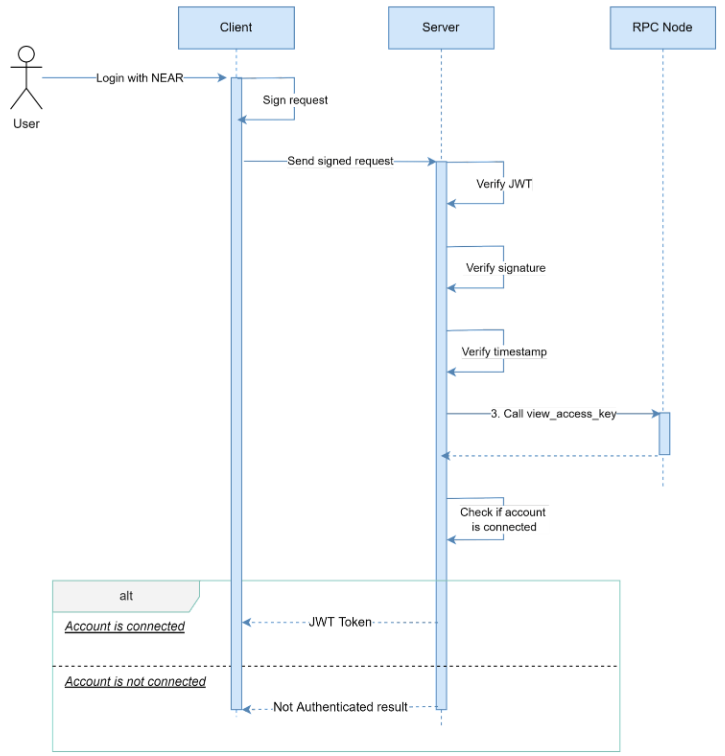 Client
Server
RPC Node
Login with NEAR
User
Sign request
Send signed request
Verify JWT
Verify signature
Verify timestamp
3. Call view_access_key
Check if account
is connected
alt
Account is connected
JWT Token
Account is not connected
Not Authenticated result